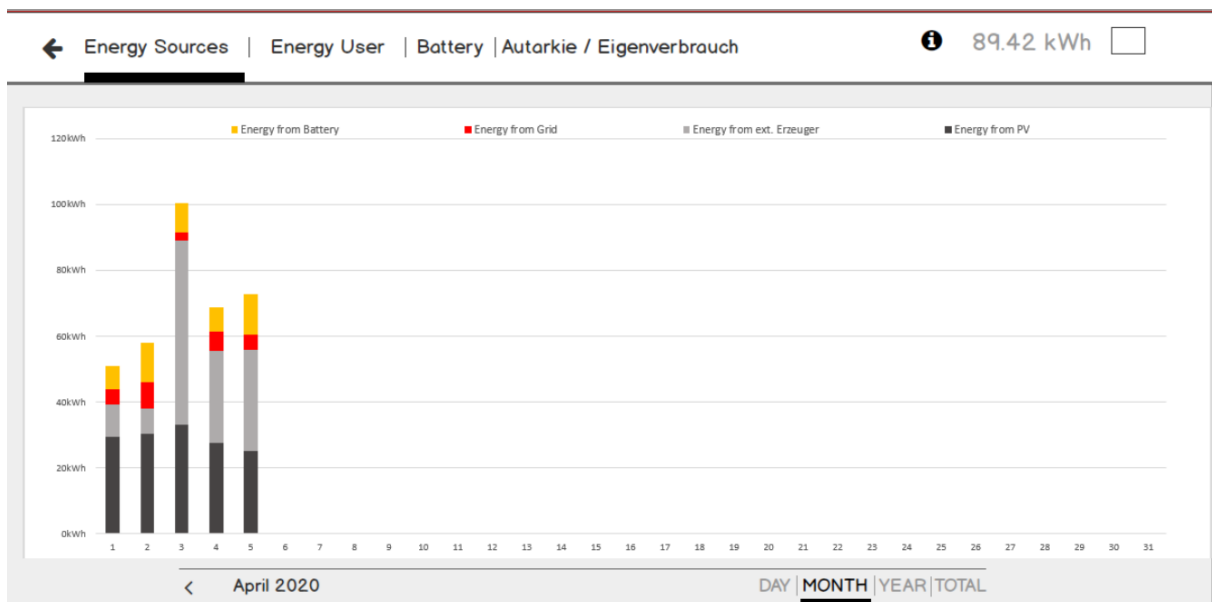 Energy Sources | Energy User | Battery | Autarkie / Eigenverbrauch 89.42 kWh
Energy from Battery Energy from Grid Energy from ext. Erzeuger Energy from PV
120kWh
100kWh
80kWh
60kWh
40kWh
20kWh
0kWh
1 2 3 4 5 6 7 8 9 10 11 12 13 14 15 16 17 18 19 20 21 22 23 24 25 26 27 28 29 30 31
< April 2020 DAY | MONTH | YEAR | TOTAL